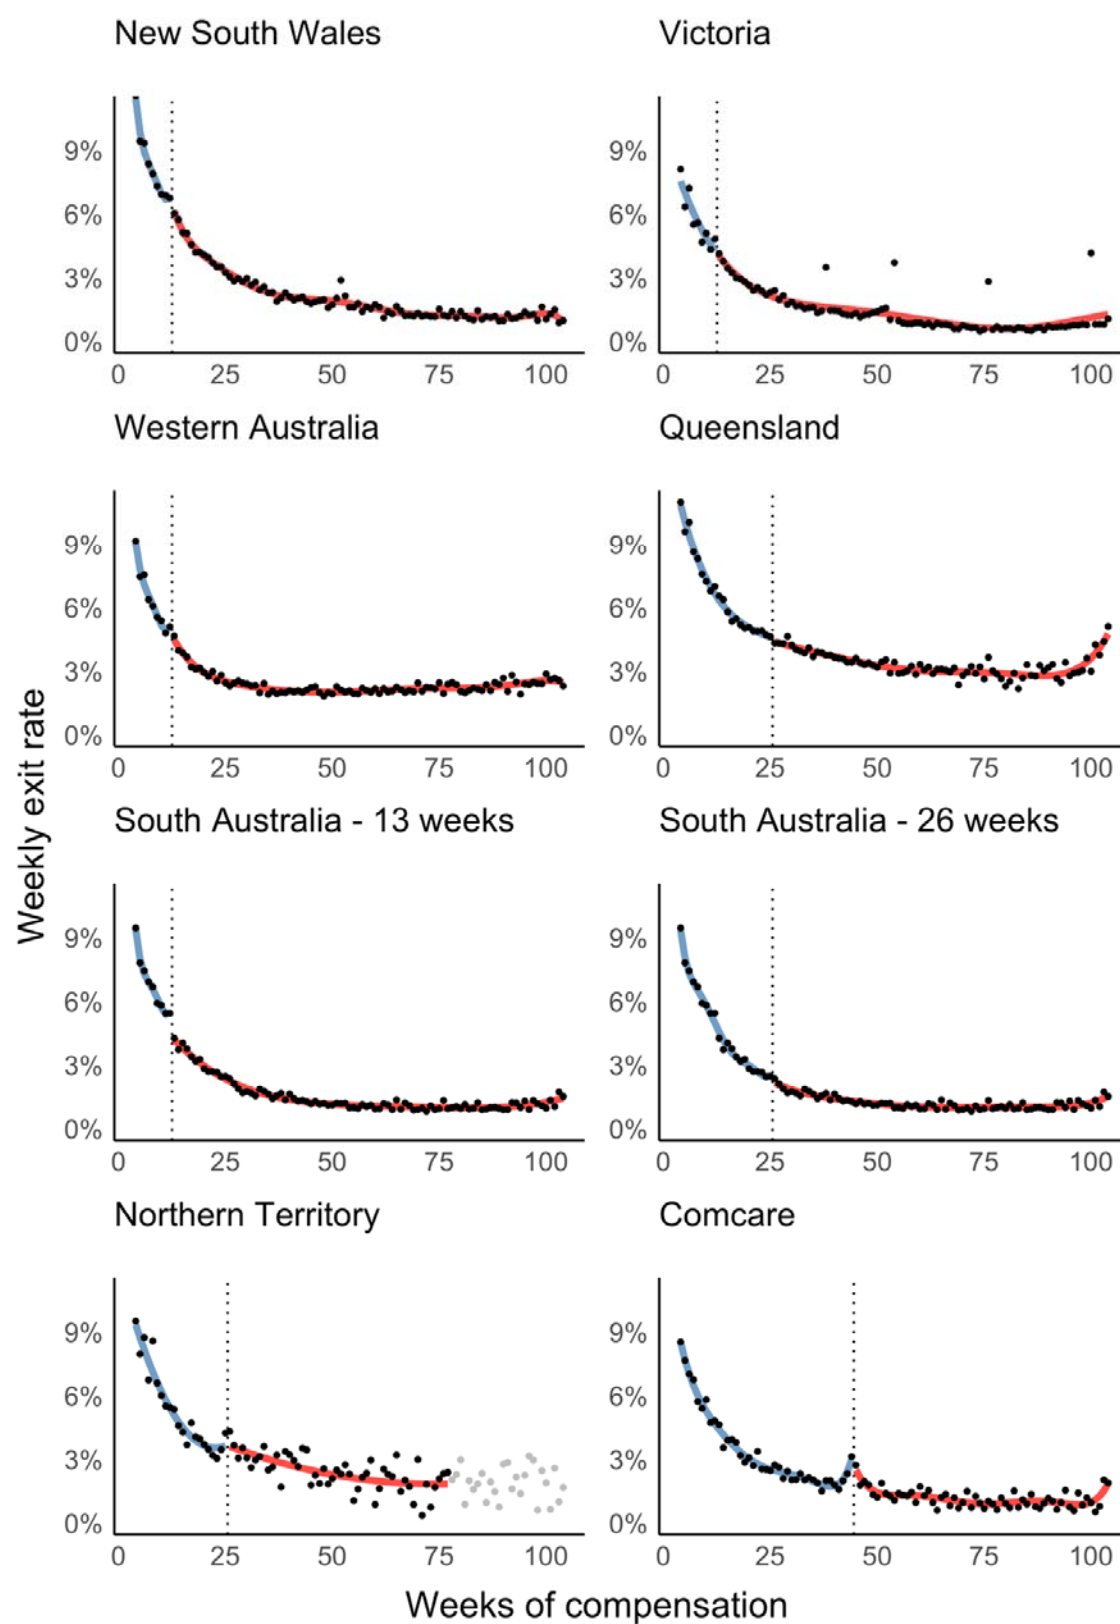 New South Wales Victoria
9% 9%
6% 6%
3% 3%
0% 0%
0 25 50 75 100 0 25 50 75 100
Western Australia Queensland
9% 9%
6% 6%
3% 3%
0% 0%
0 25 50 75 100 0 25 50 75 100
Weekly exit rate
South Australia - 13 weeks South Australia - 26 weeks
9% 9%
6% 6%
3% 3%
0% 0%
0 25 50 75 100 0 25 50 75 100
Northern Territory Comcare
9% 9%
6% 6%
3% 3%
0% 0%
0 25 50 75 100 0 25 50 75 100
Weeks of compensation